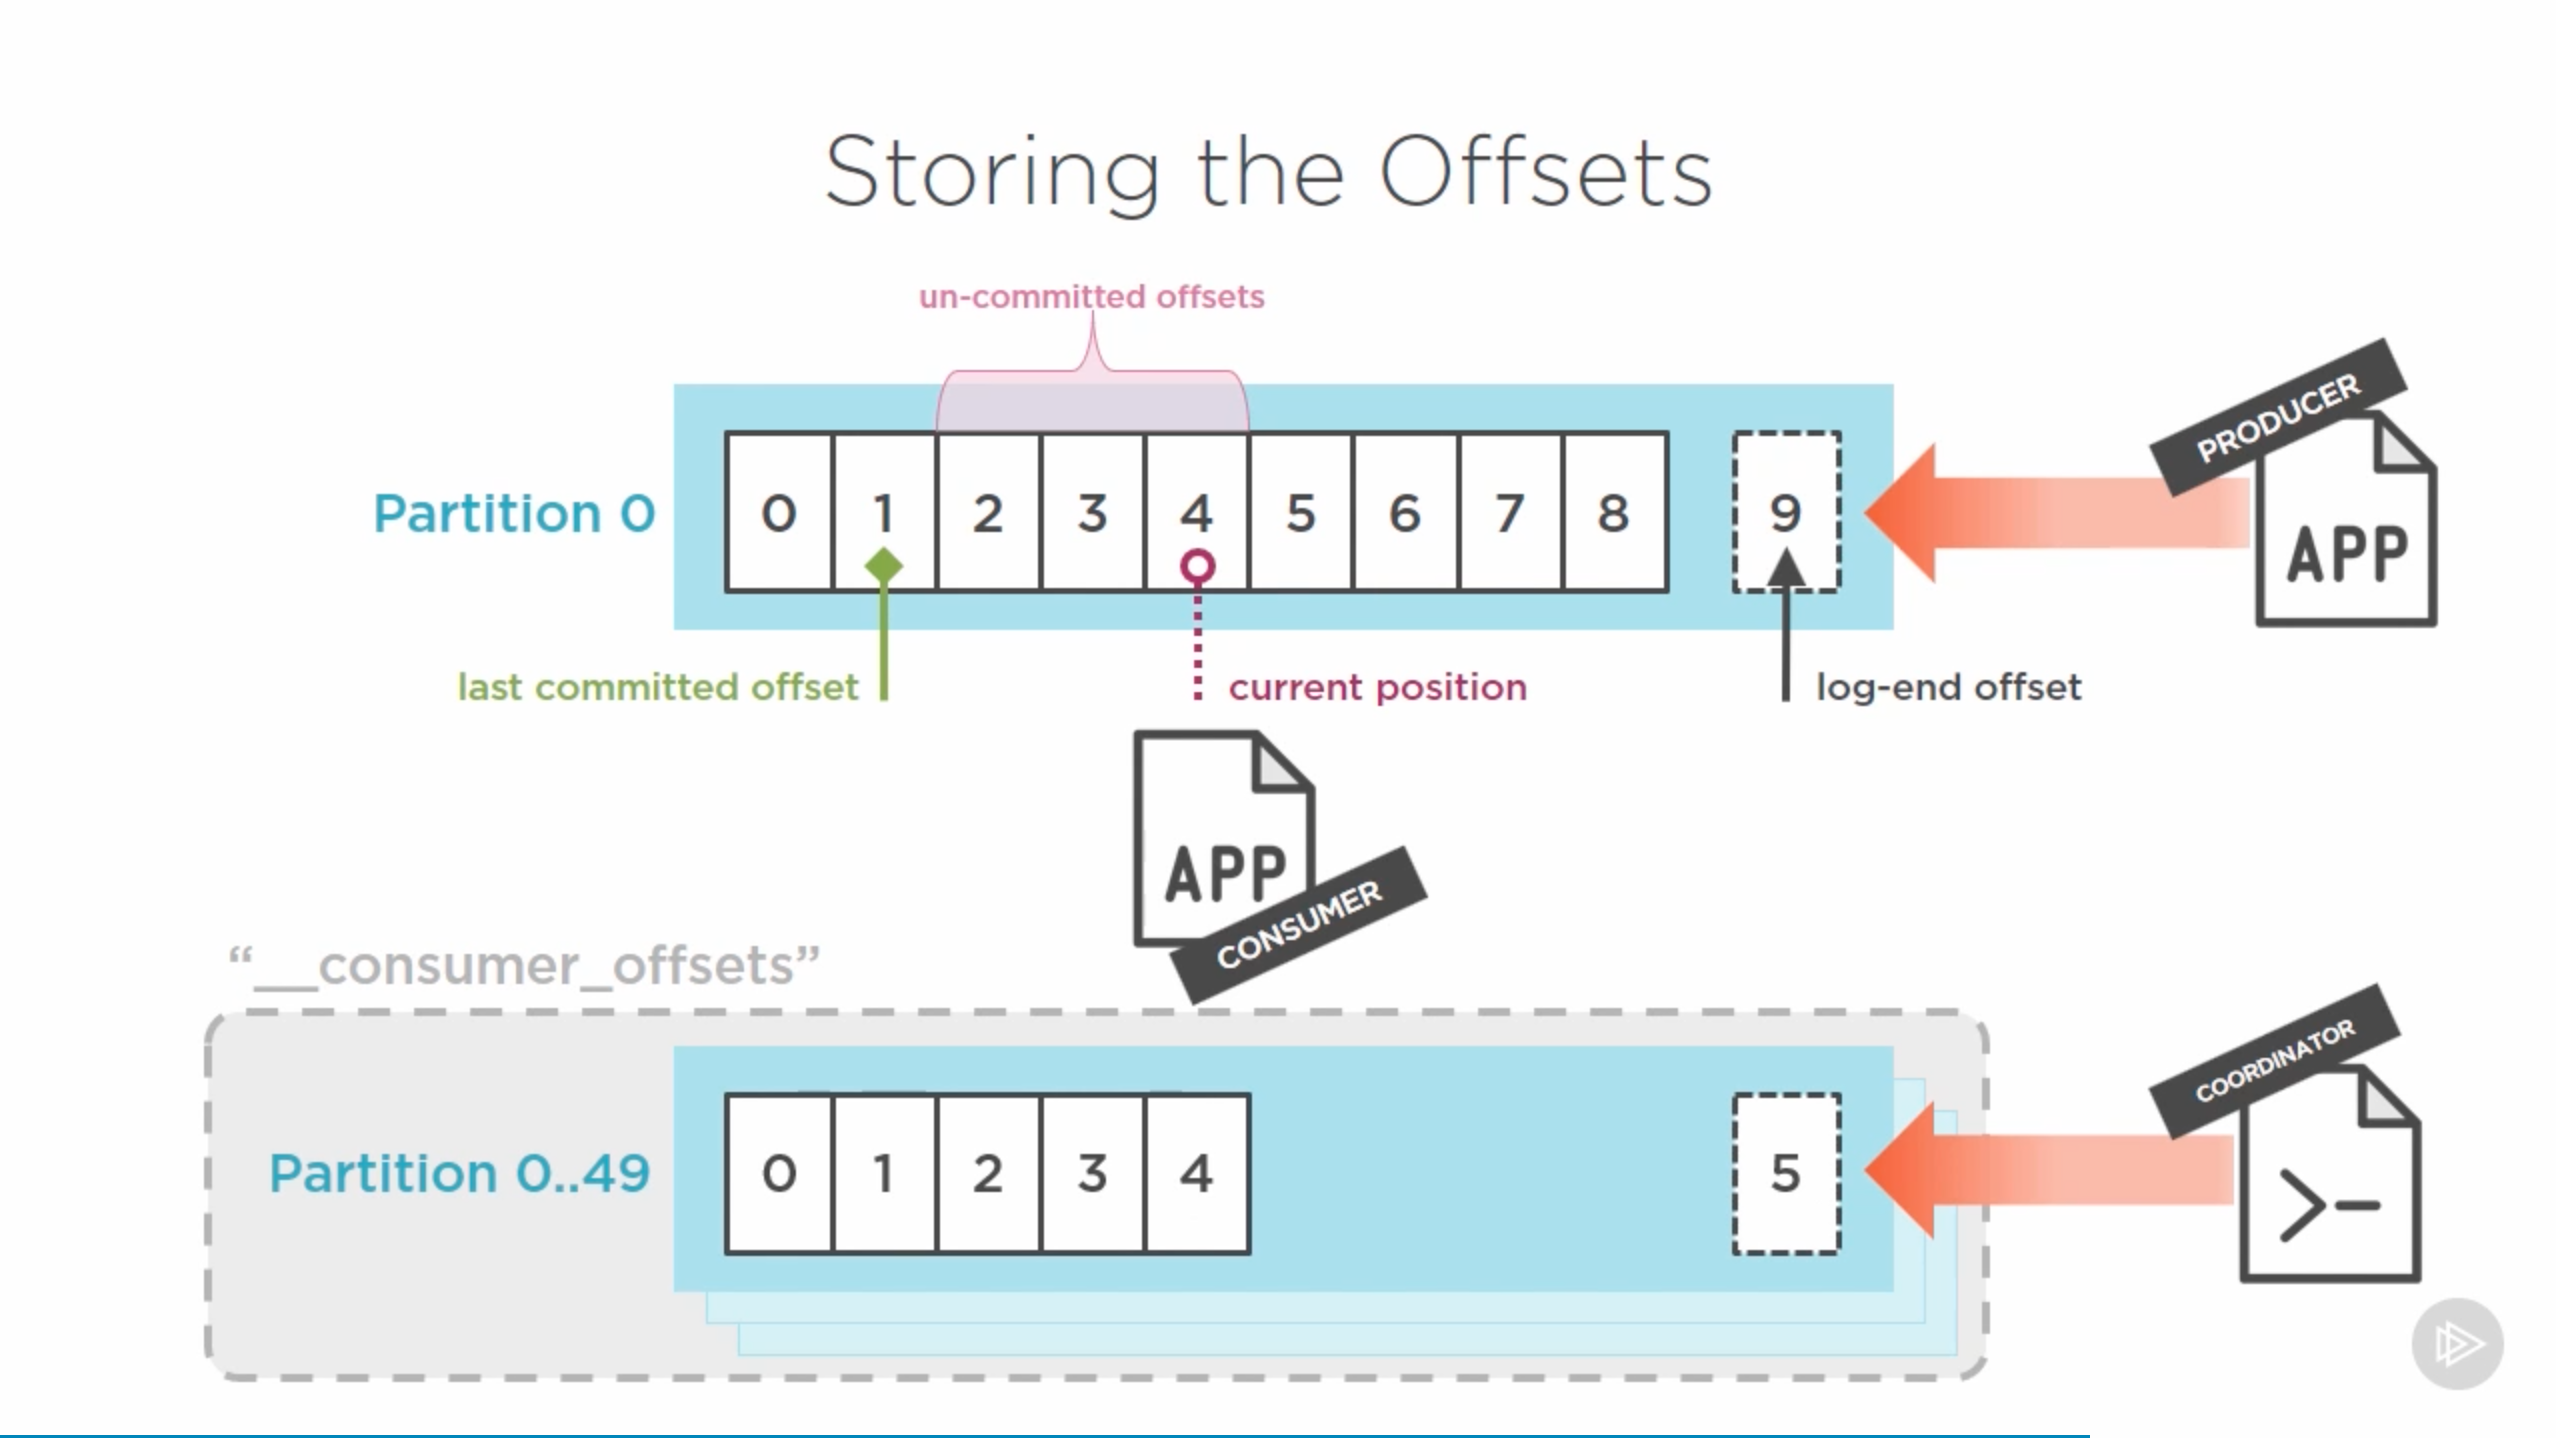 Storing the Offsets
un-committed offsets
PRODUCER
APP
Partition 0
0 1 2 3 4 5 6 7 8 9
last committed offset
current position
log-end offset
APP
CONSUMER
“__consumer_offsets”
COORDINATOR
Partition 0..49
0 1 2 3 4 5
>-